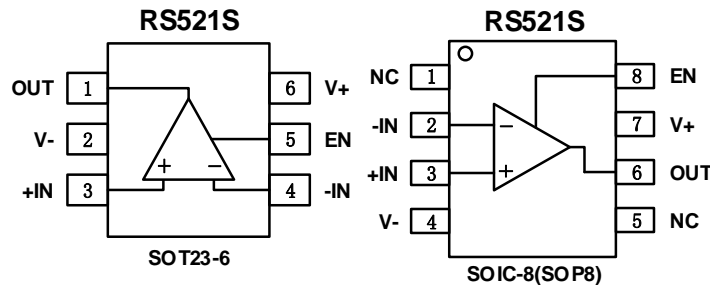 RS521S
OUT 1 6 V+
V- 2 5 EN
+IN 3 + − 4 -IN
SOT23-6
RS521S
NC 1 8 EN
-IN 2 − 7 V+
+IN 3 + 6 OUT
V- 4 5 NC
SOIC-8(SOP8)